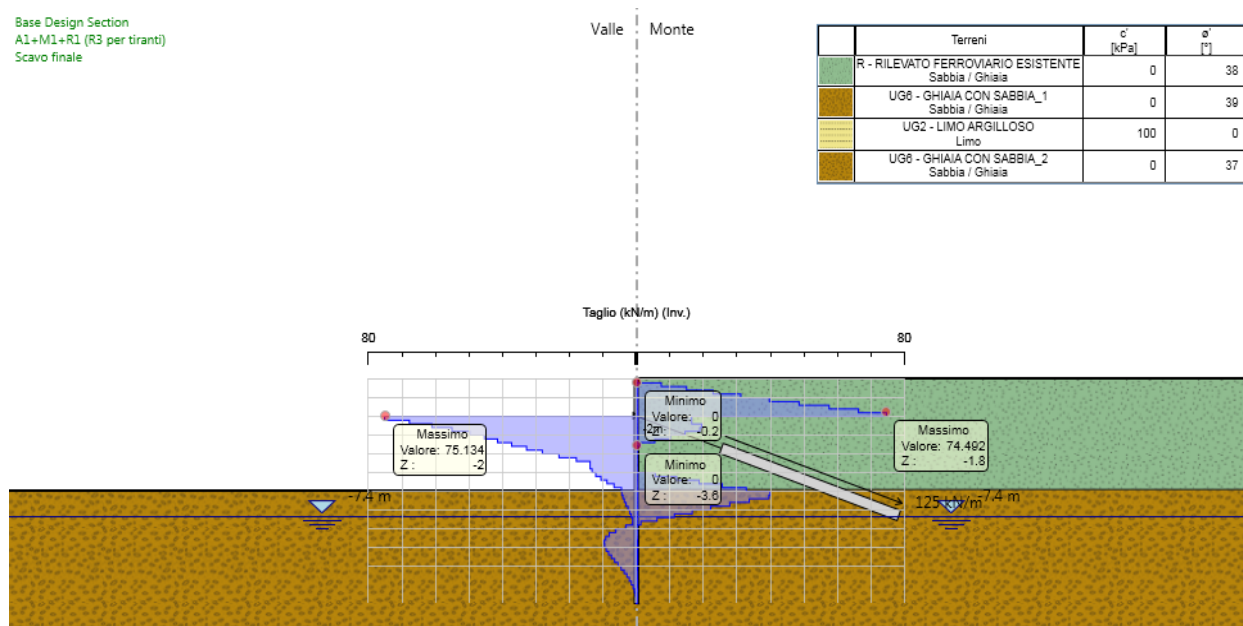 Base Design Section
A1+M1+R1 (R3 per tiranti)
Scavo finale
Valle
Monte
Terreni
c'
[kPa]
ø'
[°]
R - RILEVATO FERROVIARIO ESISTENTE
Sabbia / Ghiaia
0
38
UG6 - GHIAIA CON SABBIA_1
Sabbia / Ghiaia
0
39
UG2 - LIMO ARGILLOSO
Limo
100
0
UG6 - GHIAIA CON SABBIA_2
Sabbia / Ghiaia
0
37
Taglio (kN/m) (Inv.)
80
80
Minimo
Valore: 0
Z : -0.2
-2m
Massimo
Valore: 75.134
Z : -2
Massimo
Valore: 74.492
Z : -1.8
Minimo
Valore: 0
Z : -3.6
-7.4 m
125 kN/m
-7.4 m